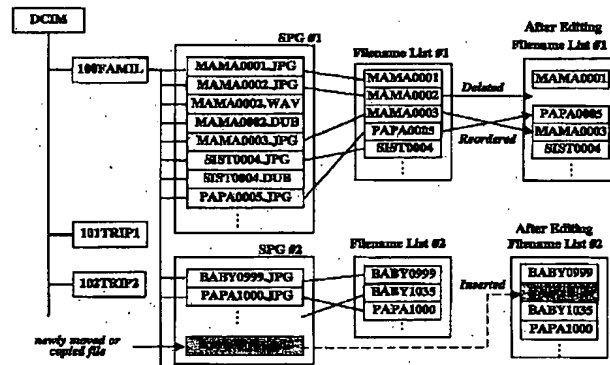 DCIM
100FAMIL
101TRIP1
102TRIP2
newly moved or
copied file
SPG #1
MAMA0001.JPG
MAMA0002.JPG
MAMA0002.WAV
MAMA0002.DUB
MAMA0003.JPG
SIST0004.JPG
SIST0004.DUB
PAPA0005.JPG
SPG #2
BABY0999.JPG
PAPA1000.JPG
Filename List #1
MAMA0001
MAMA0002
MAMA0003
PAPA0005
SIST0004
Filename List #2
BABY0999
BABY1035
PAPA1000
Deleted
Reordered
Inserted
After Editing
Filename List #1
MAMA0001
PAPA0005
MAMA0003
SIST0004
After Editing
Filename List #2
BABY0999
BABY1035
PAPA1000